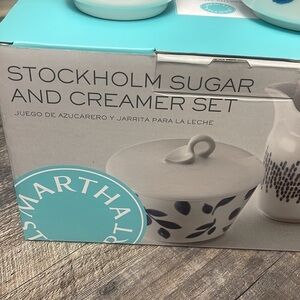 STOCKHOLM SUGAR
AND CREAMER SET
JUEGO DE AZUCARERO Y JARRITA PARA LA LECHE
MARTHA